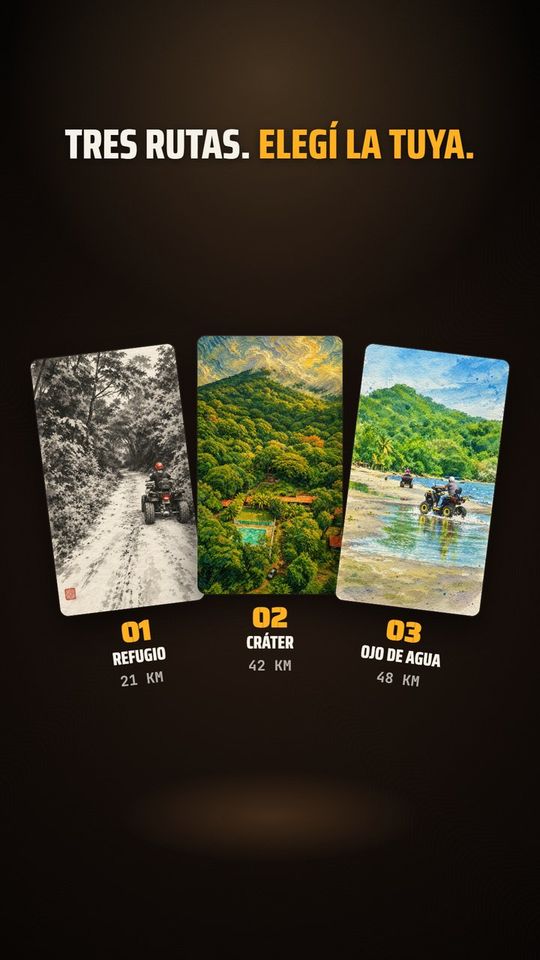 TRES RUTAS. ELEGÍ LA TUYA.
01
REFUGIO
21 KM
02
CRÁTER
42 KM
03
OJO DE AGUA
48 KM